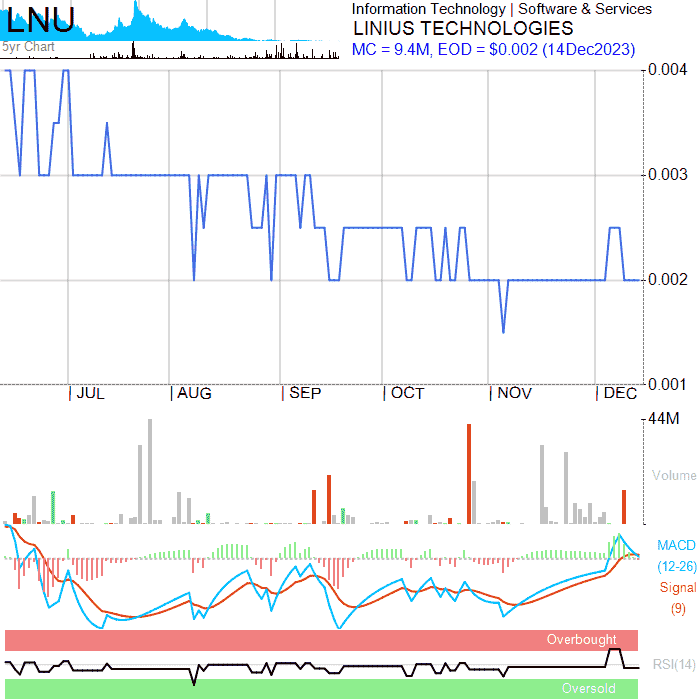 LNU
5yr Chart
Information Technology | Software & Services
LINIUS TECHNOLOGIES
MC = 9.4M, EOD = $0.002 (14Dec2023)
0.004
0.003
0.002
0.001
JUL AUG SEP OCT NOV DEC
44M
Volume
MACD
(12-26)
Signal
(9)
Overbought
RSI(14)
Oversold